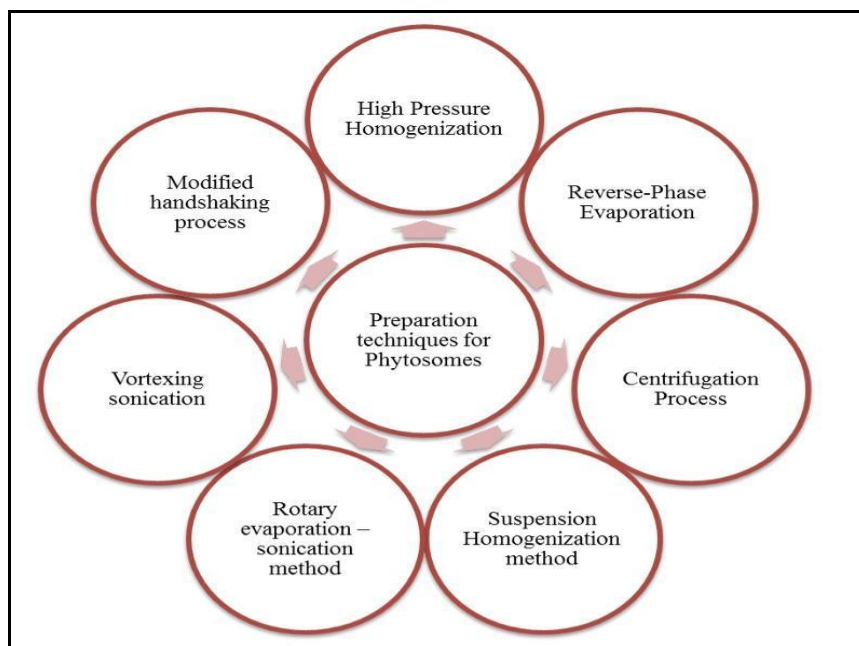 High Pressure
Homogenization
Reverse-Phase
Evaporation
Centrifugation
Process
Suspension
Homogenization
method
Rotary
evaporation –
sonication
method
Vortexing
sonication
Modified
handshaking
process
Preparation
techniques for
Phytosomes